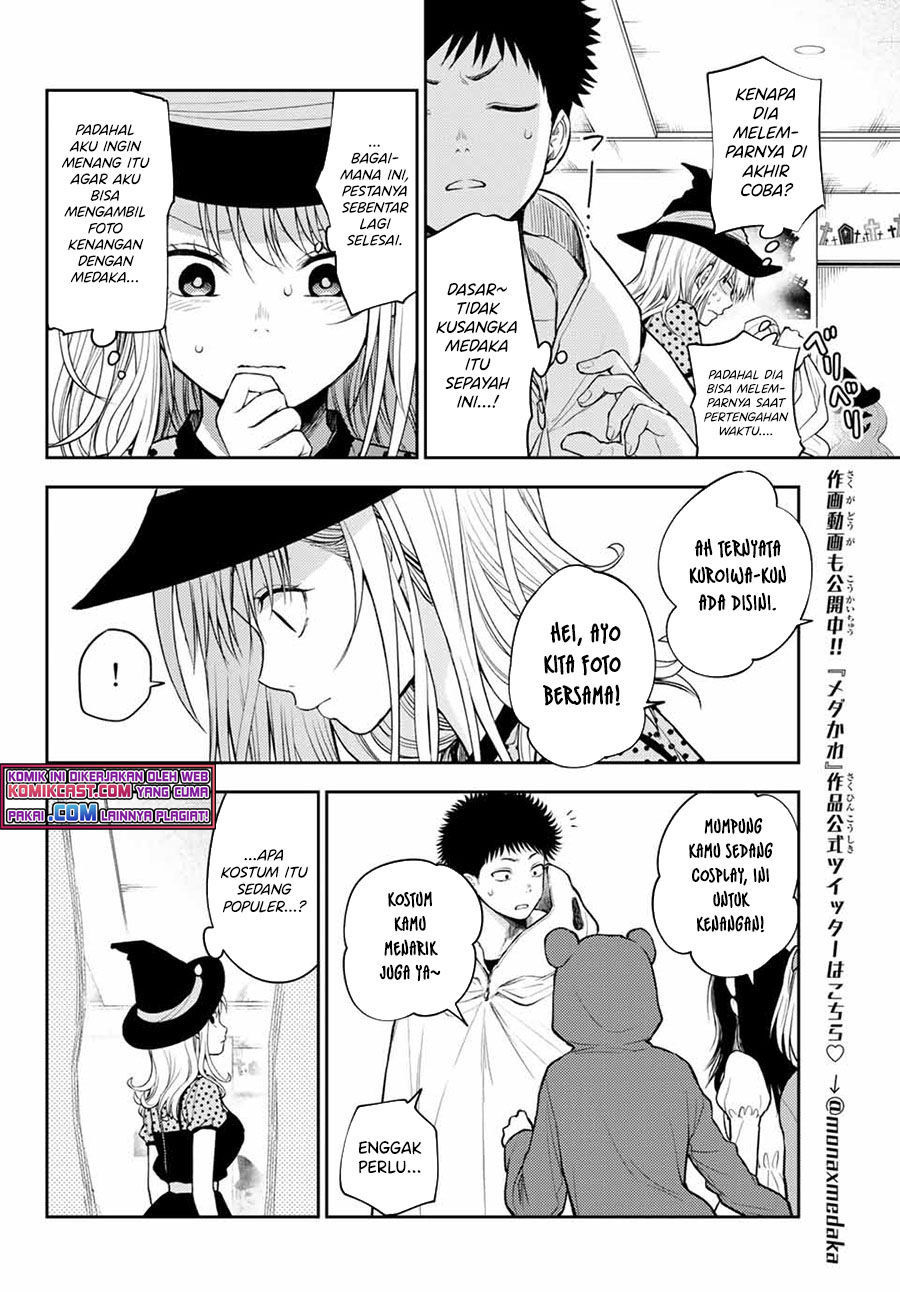 KENAPA
DIA
MELEM-
PARNYA DI
AKHIR
COBA?
PADAHAL DIA
BISA MELEM-
PARNYA SAAT
PERTENGAHAN
WAKTU....
DASAR~
TIDAK
KUSANGKA
MEDAKA
ITU
SEPAYAH
INI...!
...
BAGAI-
MANA INI,
PESTANYA
SEBENTAR
LAGI
SELESAI.
PADAHAL
AKU INGIN
MENANG ITU
AGAR AKU
BISA
MENGAMBIL
FOTO
KENANGAN
DENGAN
MEDAKA...
AH TERNYATA
KUROIWA-KUN
ADA DISINI.
HEI, AYO
KITA FOTO
BERSAMA!
!
MUMPUNG
KAMU SEDANG
COSPLAY, INI
UNTUK
KENANGAN!
KOSTUM
KAMU
MENARIK
JUGA YA~
ENGGAK
PERLU...
...APA
KOSTUM ITU
SEDANG
POPULER...?
KOMIK INI DIKERJAKAN OLEH WEB
KOMIKCAST.COM YANG CUMA
PAKAI .COM LAINNYA PLAGIAT!
作画動画も公開中!!『メダかわ』作品公式ツイッターはこちら♡ →@monaxmedaka